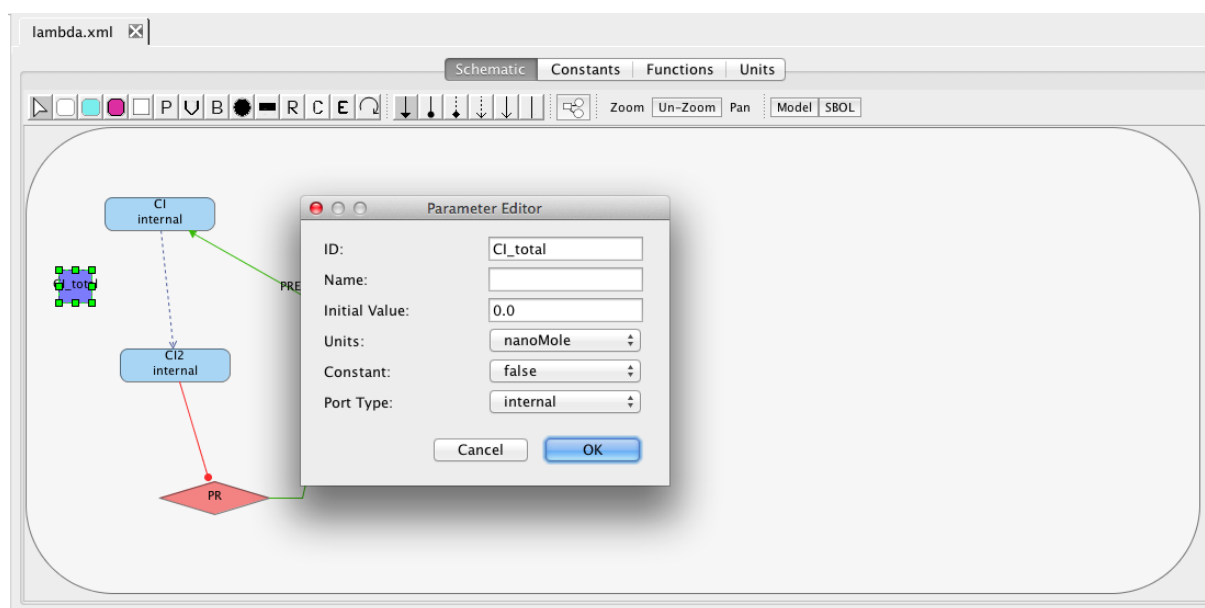 lambda.xml
Schematic Constants Functions Units
P V B R C E Zoom Un-Zoom Pan Model SBOL
CI
internal
Parameter Editor
ID: CI_total
Name:
CI_total
PRE
Initial Value: 0.0
Units: nanoMole
CI2
internal
Constant: false
Port Type: internal
Cancel OK
PR